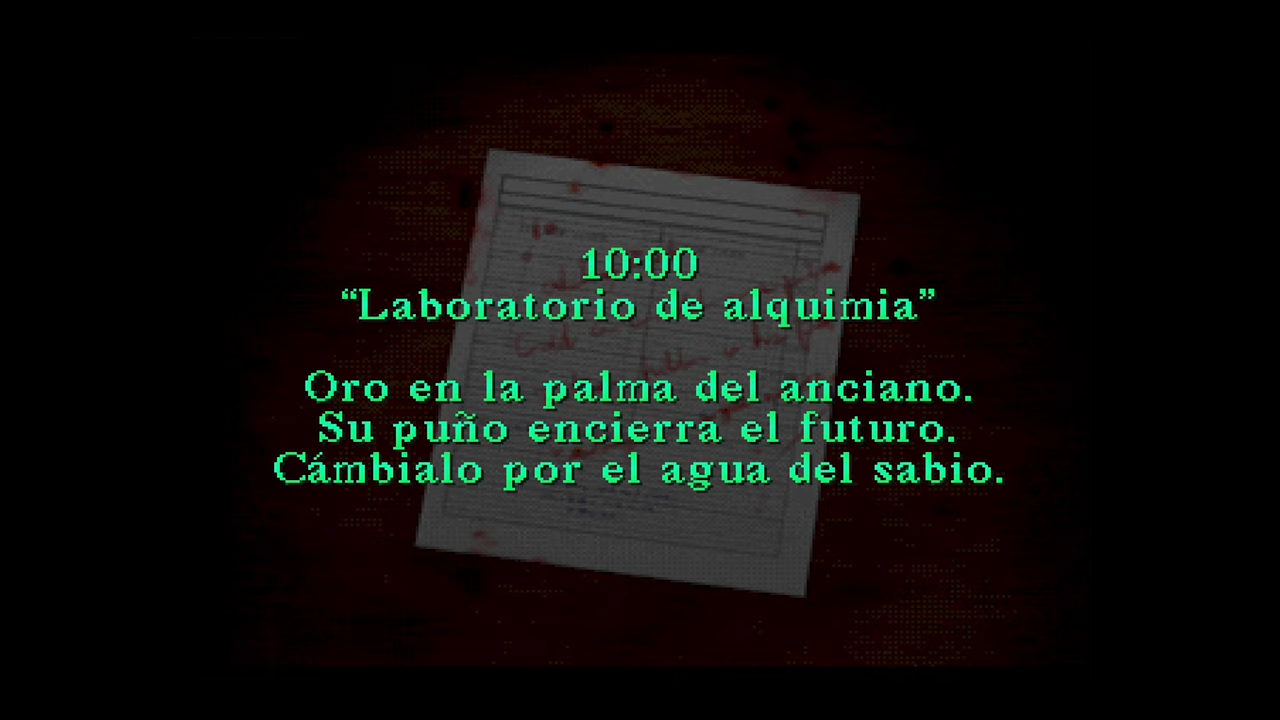 10:00
“Laboratorio de alquimia”
Oro en la palma del anciano.
Su puño encierra el futuro.
Cámbialo por el agua del sabio.